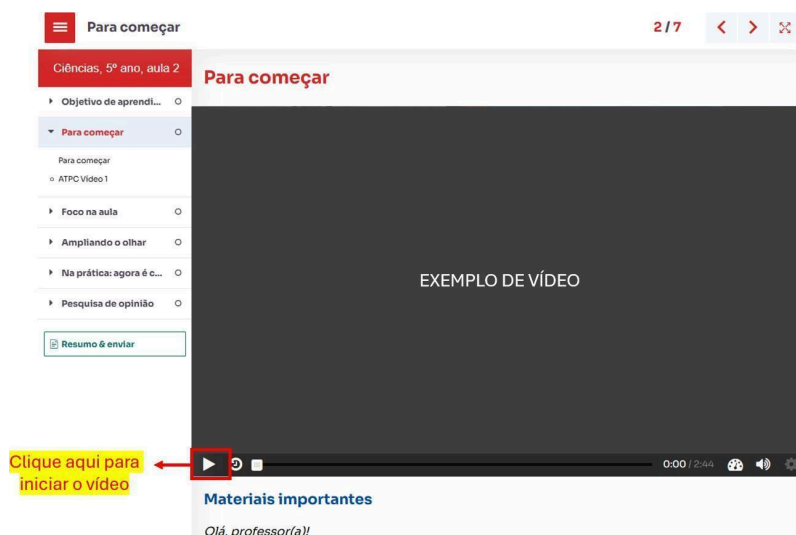 Para começar
2 / 7
Ciências, 5º ano, aula 2
Objetivo de aprendi...
Para começar
Para começar
ATPC Vídeo 1
Foco na aula
Ampliando o olhar
Na prática: agora é c...
Pesquisa de opinião
Resumo & enviar
Para começar
EXEMPLO DE VÍDEO
Clique aqui para
iniciar o vídeo
0:00 / 2:44
Materiais importantes
Olá, professor(a)!